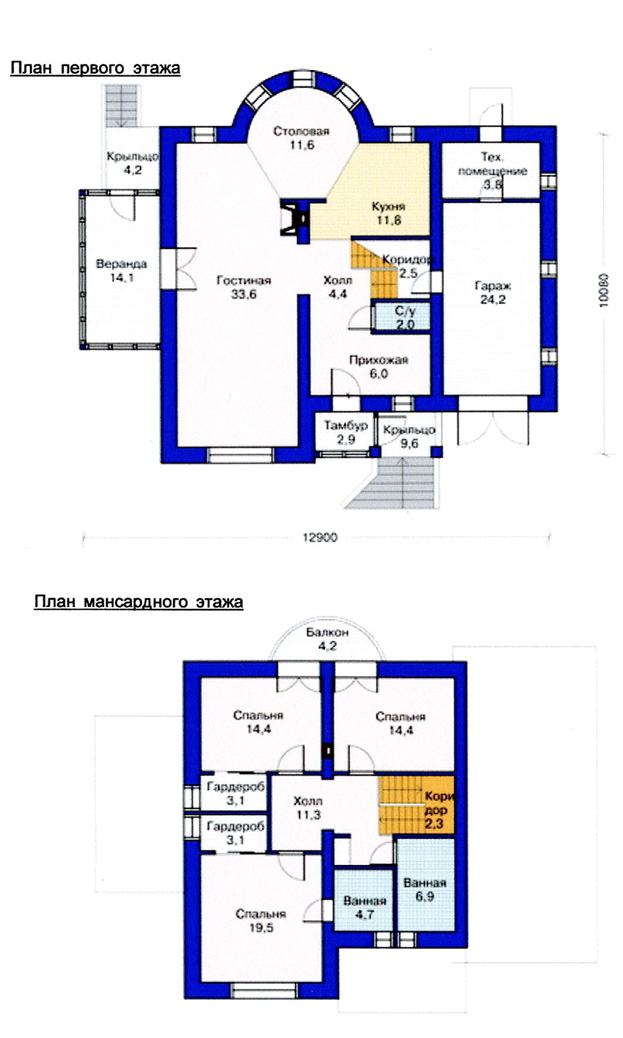 План первого этажа
Столовая
11,6
Крыльцо
4,2
Тех.
помещение
3,8
Кухня
11,8
Веранда
14,1
Гостиная
33,6
Холл
4,4
Коридор
2,5
Гараж
24,2
С/у
2,0
Прихожая
6,0
Тамбур
2,9
Крыльцо
9,6
10080
12900
План мансардного этажа
Балкон
4,2
Спальня
14,4
Спальня
14,4
Гардероб
3,1
Холл
11,3
Кори
дор
2,3
Гардероб
3,1
Спальня
19,5
Ванная
4,7
Ванная
6,9